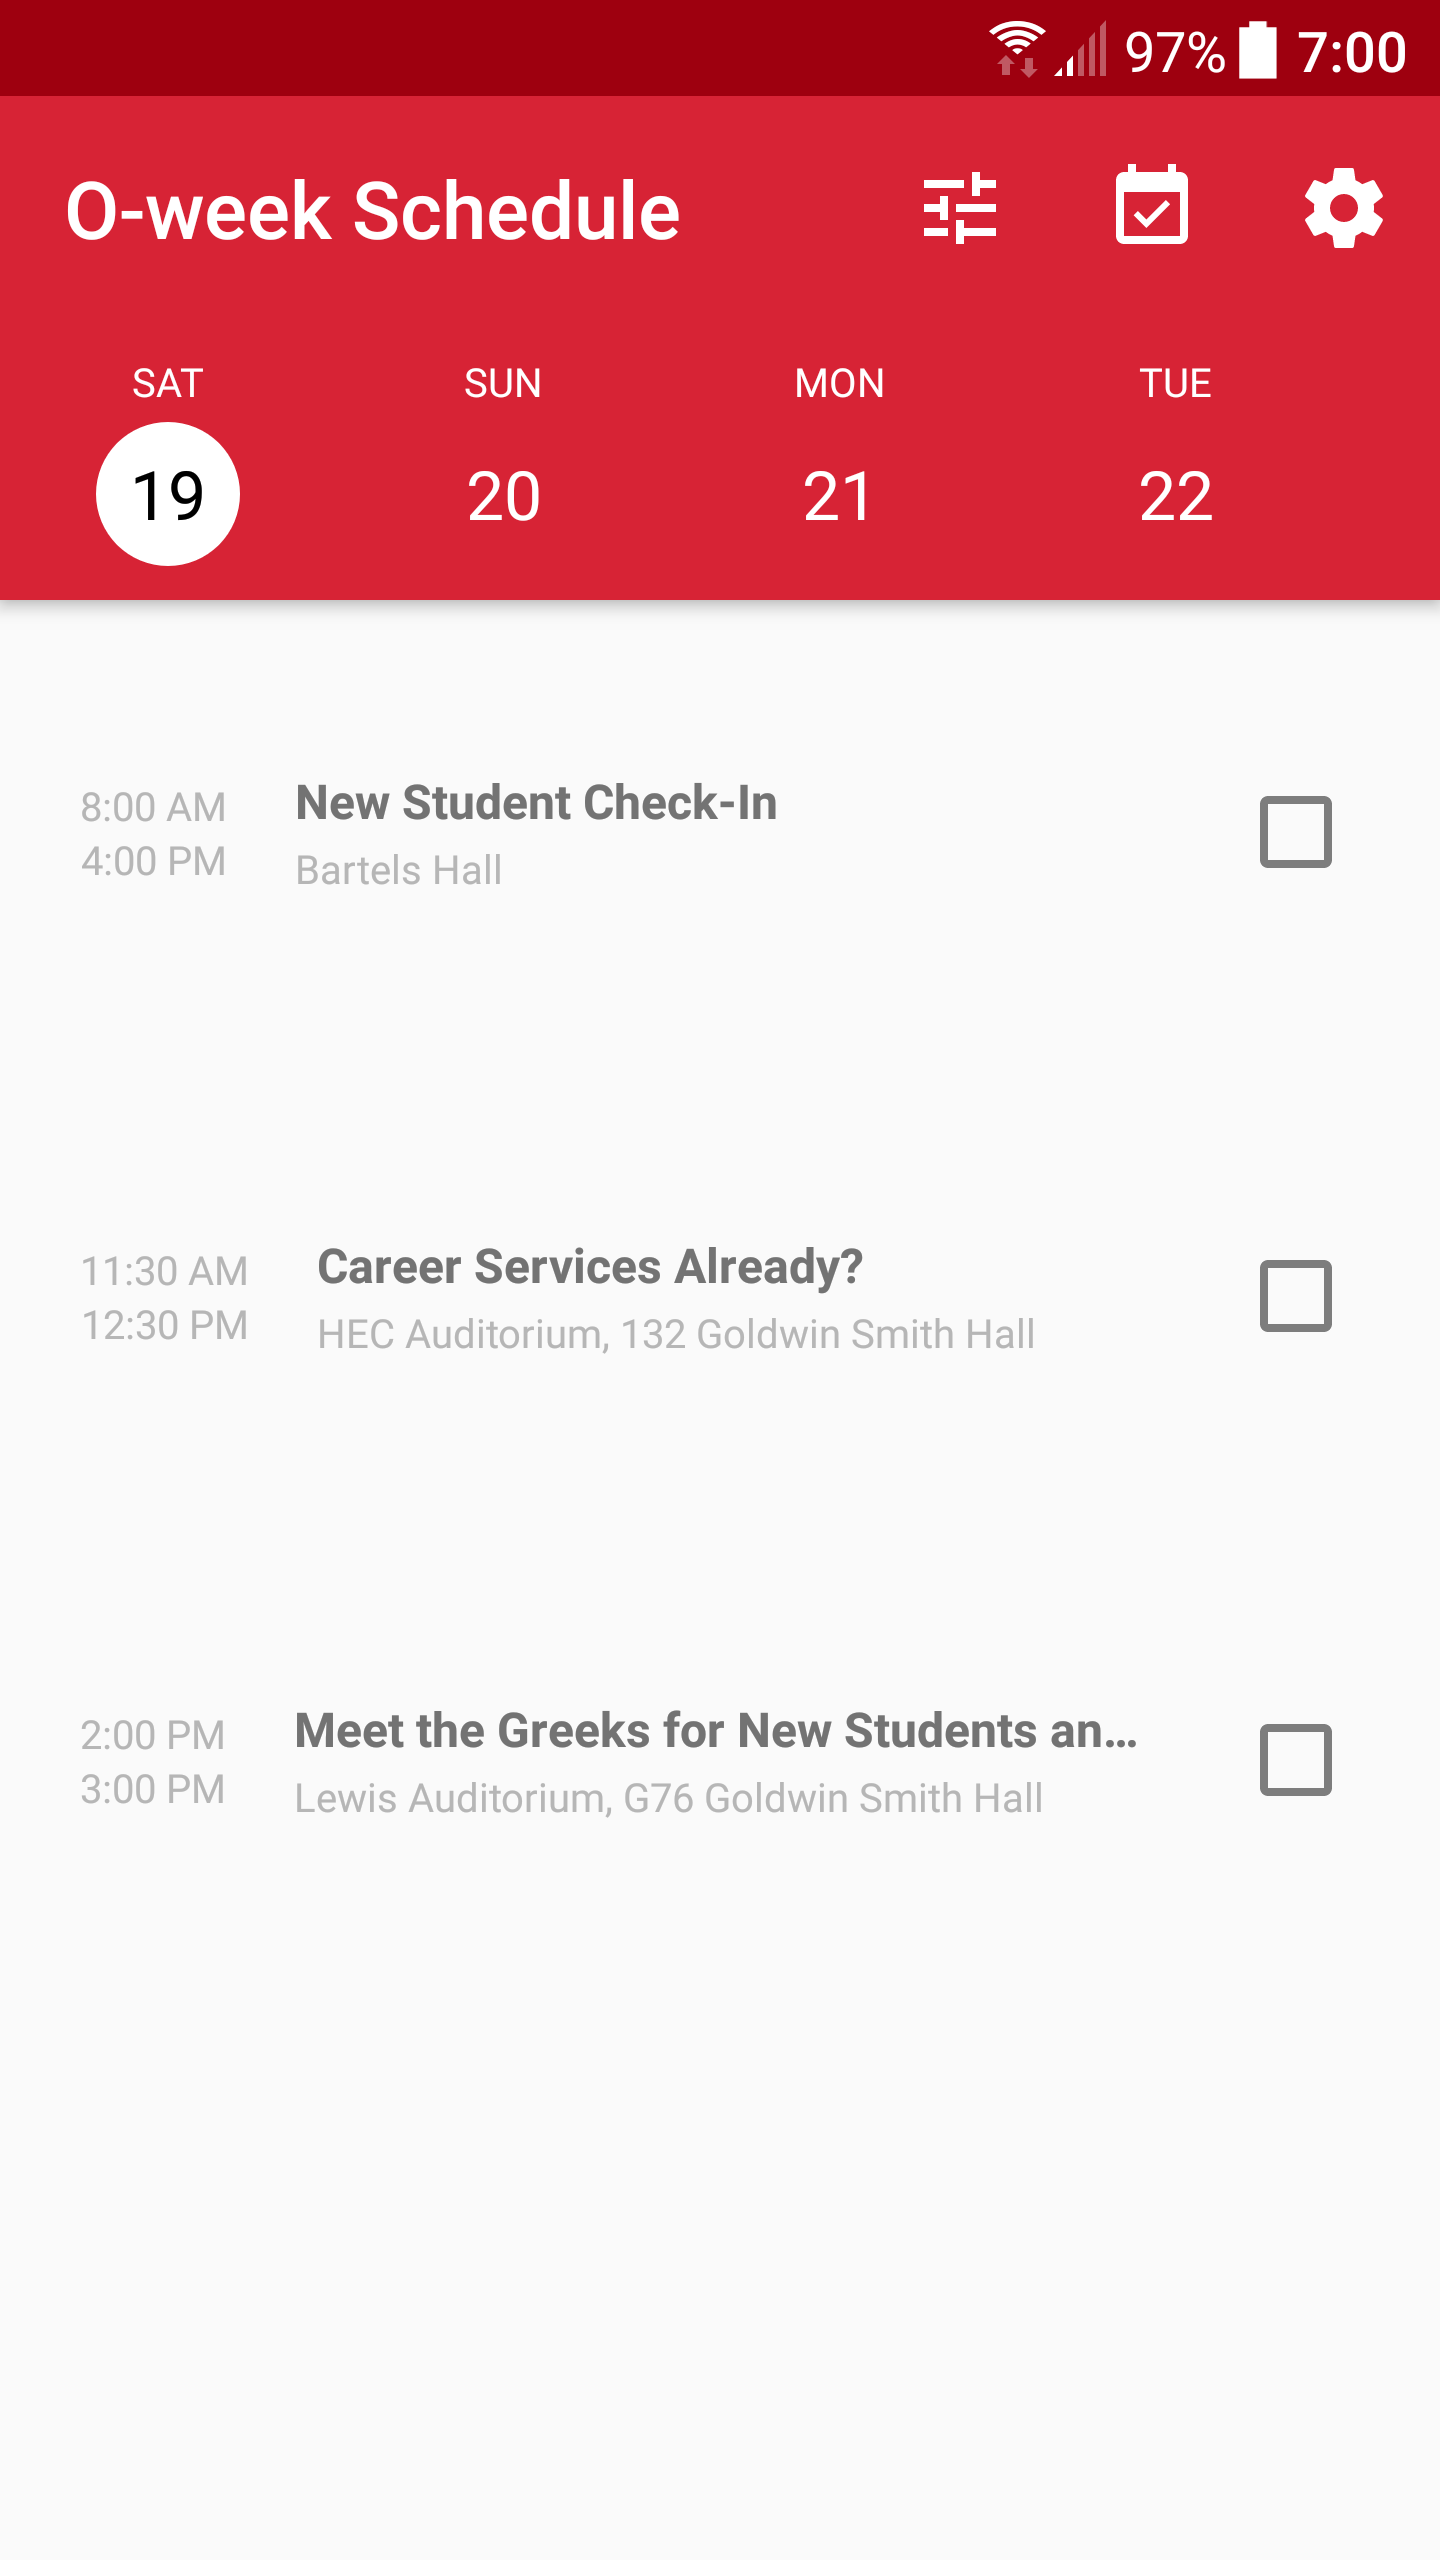 97% 7:00
O-week Schedule
SAT SUN MON TUE
19 20 21 22
8:00 AM New Student Check-In
4:00 PM Bartels Hall
11:30 AM Career Services Already?
12:30 PM HEC Auditorium, 132 Goldwin Smith Hall
2:00 PM Meet the Greeks for New Students an…
3:00 PM Lewis Auditorium, G76 Goldwin Smith Hall